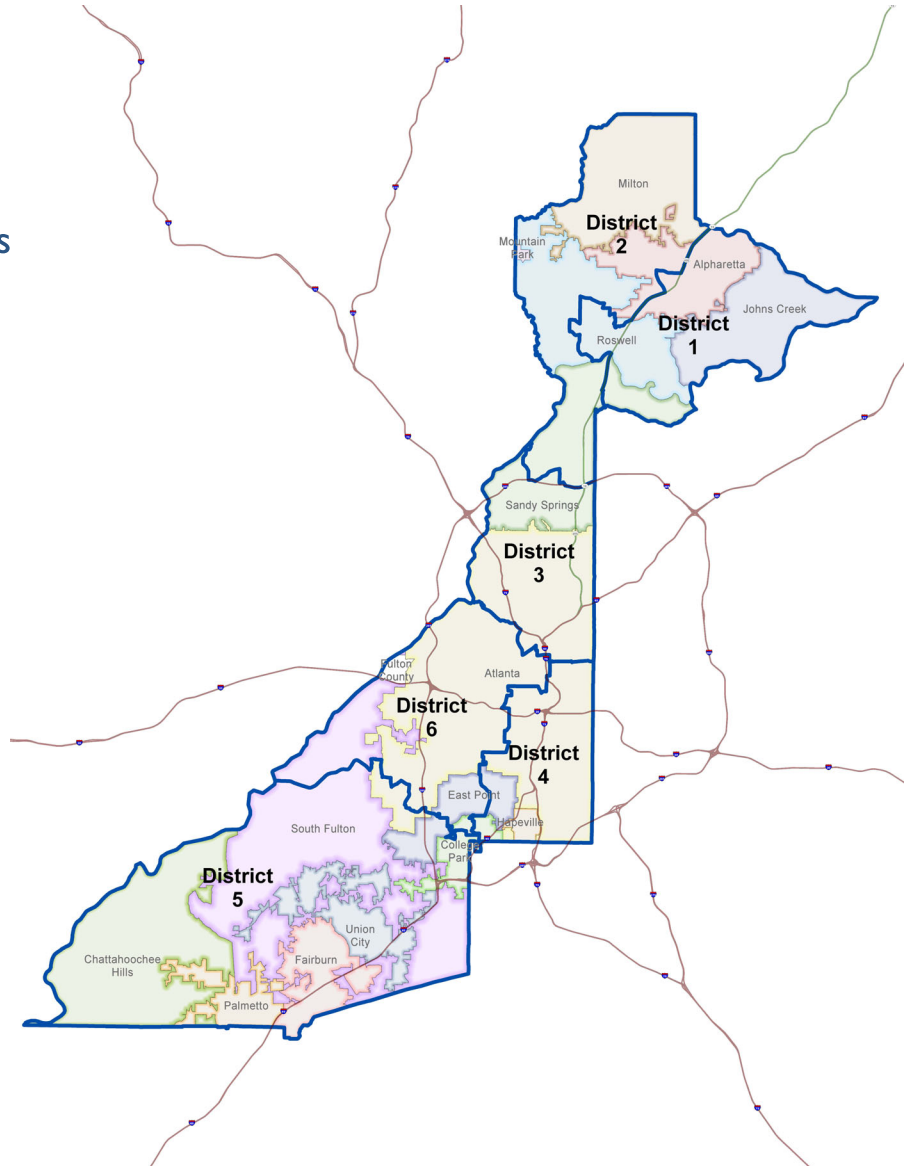 s
Milton
District
2
Mountain
Park
Alpharetta
Johns Creek
District
1
Roswell
Sandy Springs
District
3
Fulton
County
Atlanta
District
6
District
4
East Point
Hapeville
South Fulton
College
Park
District
5
Union
City
Chattahoochee
Hills
Fairburn
Palmetto